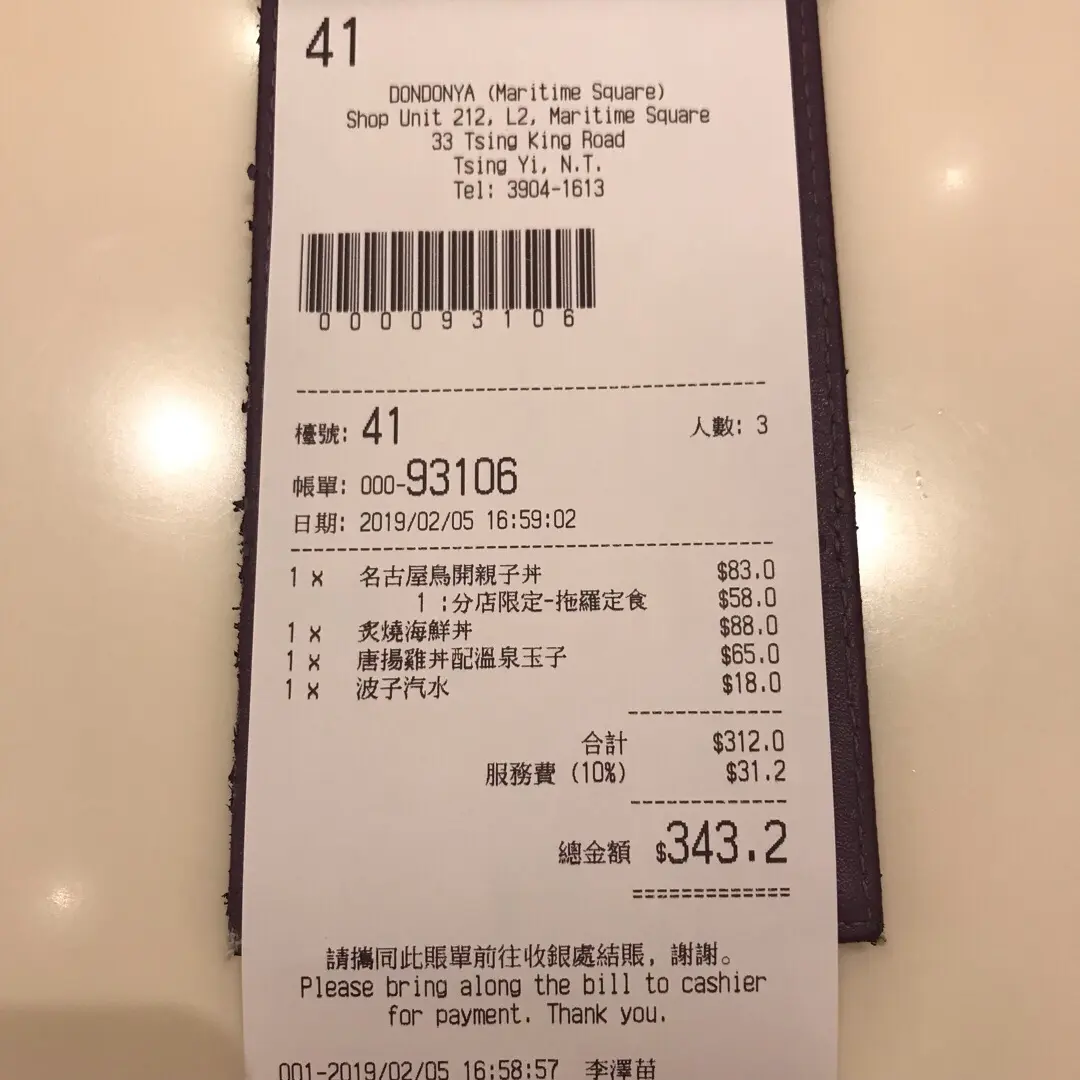 41
DONDONYA (Maritime Square)
Shop Unit 212, L2, Maritime Square
33 Tsing King Road
Tsing Yi, N.T.
Tel: 3904-1613
000093106
檯號: 41 人數: 3
帳單: 000-93106
日期: 2019/02/05 16:59:02
1 x 名古屋鳥開親子丼 $83.0
1 :分店限定-拖羅定食 $58.0
1 x 炙燒海鮮丼 $88.0
1 x 唐揚雞丼配溫泉玉子 $65.0
1 x 波子汽水 $18.0
合計 $312.0
服務費 (10%) $31.2
總金額 $343.2
請攜同此賬單前往收銀處結賬, 謝謝。
Please bring along the bill to cashier
for payment. Thank you.
001-2019/02/05 16:58:57 李澤苗